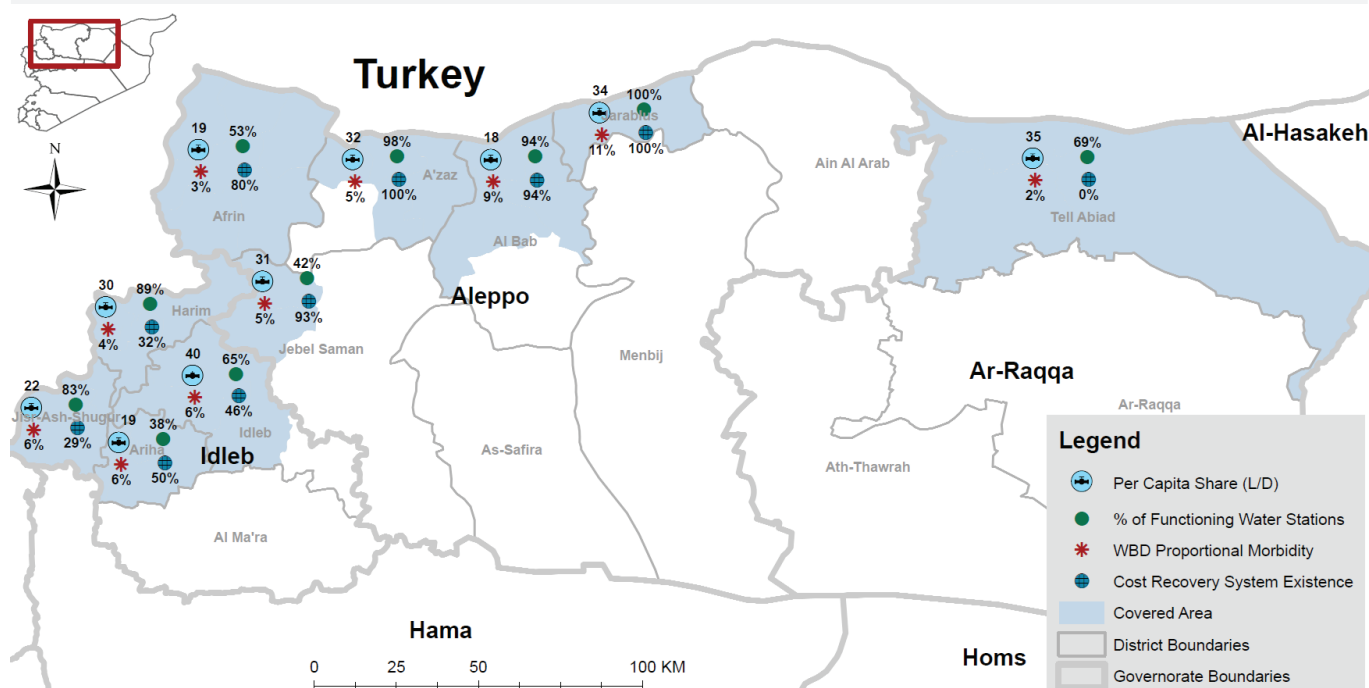 N
Turkey
Al-Hasakeh
Aleppo
Idleb
Ar-Raqqa
Hama
Homs
19
53%
3%
80%
Afrin
32
98%
5%
100%
A'zaz
18
94%
9%
94%
Al Bab
34
100%
Jarablus
11%
100%
Ain Al Arab
35
69%
2%
0%
Tell Abiad
31
42%
5%
93%
Jebel Saman
30
89%
Harim
4%
32%
40
65%
6%
46%
Idleb
22
83%
Jisr-Ash-Shugur
6%
29%
19
38%
Ariha
6%
50%
Menbij
As-Safira
Ath-Thawrah
Ar-Raqqa
Al Ma'ra
0 25 50 100 KM
Legend
Per Capita Share (L/D)
% of Functioning Water Stations
WBD Proportional Morbidity
Cost Recovery System Existence
Covered Area
District Boundaries
Governorate Boundaries